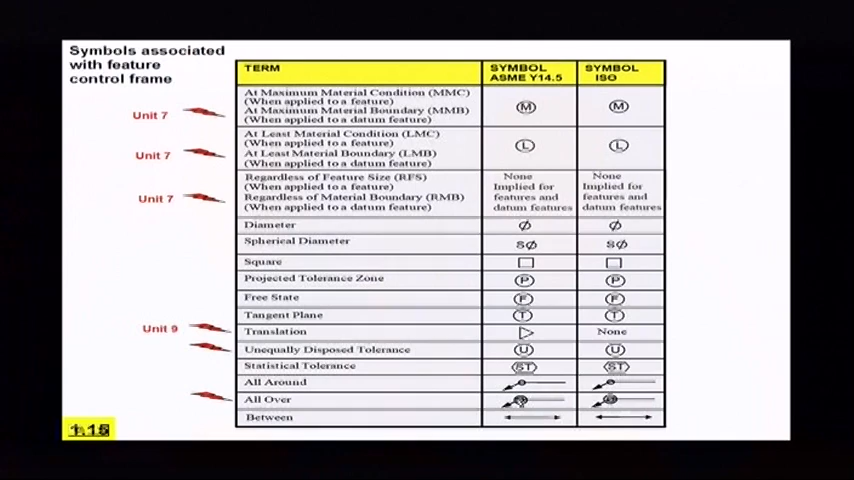 Symbols associated
with feature
control frame
TERM
SYMBOL
ASME Y14.5
SYMBOL
ISO
Unit 7
At Maximum Material Condition (MMC)
(When applied to a feature)
At Maximum Material Boundary (MMB)
(When applied to a datum feature)
M
M
Unit 7
At Least Material Condition (LMC)
(When applied to a feature)
At Least Material Boundary (LMB)
(When applied to a datum feature)
L
L
Unit 7
Regardless of Feature Size (RFS)
(When applied to a feature)
Regardless of Material Boundary (RMB)
(When applied to a datum feature)
None
Implied for
features and
datum features
None
Implied for
features and
datum features
Diameter Ø Ø
Spherical Diameter SØ SØ
Square
Projected Tolerance Zone P P
Free State F F
Tangent Plane T T
Unit 9 Translation None
Unequally Disposed Tolerance U U
Statistical Tolerance ST ST
All Around
All Over
Between